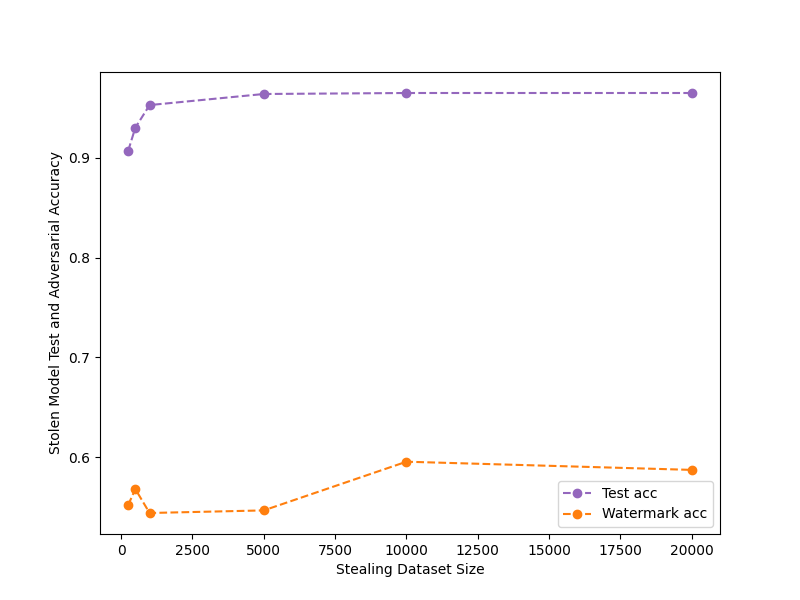 0.9
0.8
0.7
0.6
Stolen Model Test and Adversarial Accuracy
Test acc
Watermark acc
0 2500 5000 7500 10000 12500 15000 17500 20000
Stealing Dataset Size